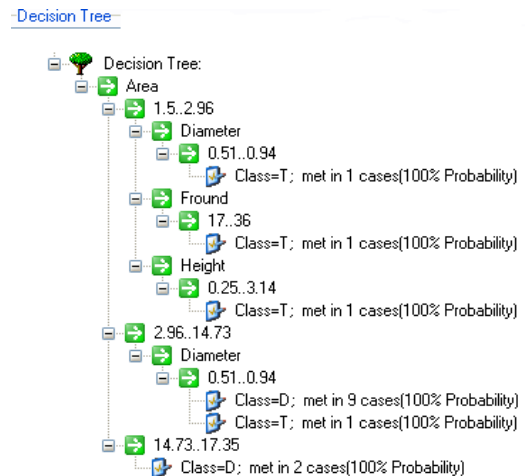 Decision Tree
Decision Tree:
Area
1.5..2.96
Diameter
0.51..0.94
Class=T; met in 1 cases(100% Probability)
Fround
17..36
Class=T; met in 1 cases(100% Probability)
Height
0.25..3.14
Class=T; met in 1 cases(100% Probability)
2.96..14.73
Diameter
0.51..0.94
Class=D; met in 9 cases(100% Probability)
Class=T; met in 1 cases(100% Probability)
14.73..17.35
Class=D; met in 2 cases(100% Probability)